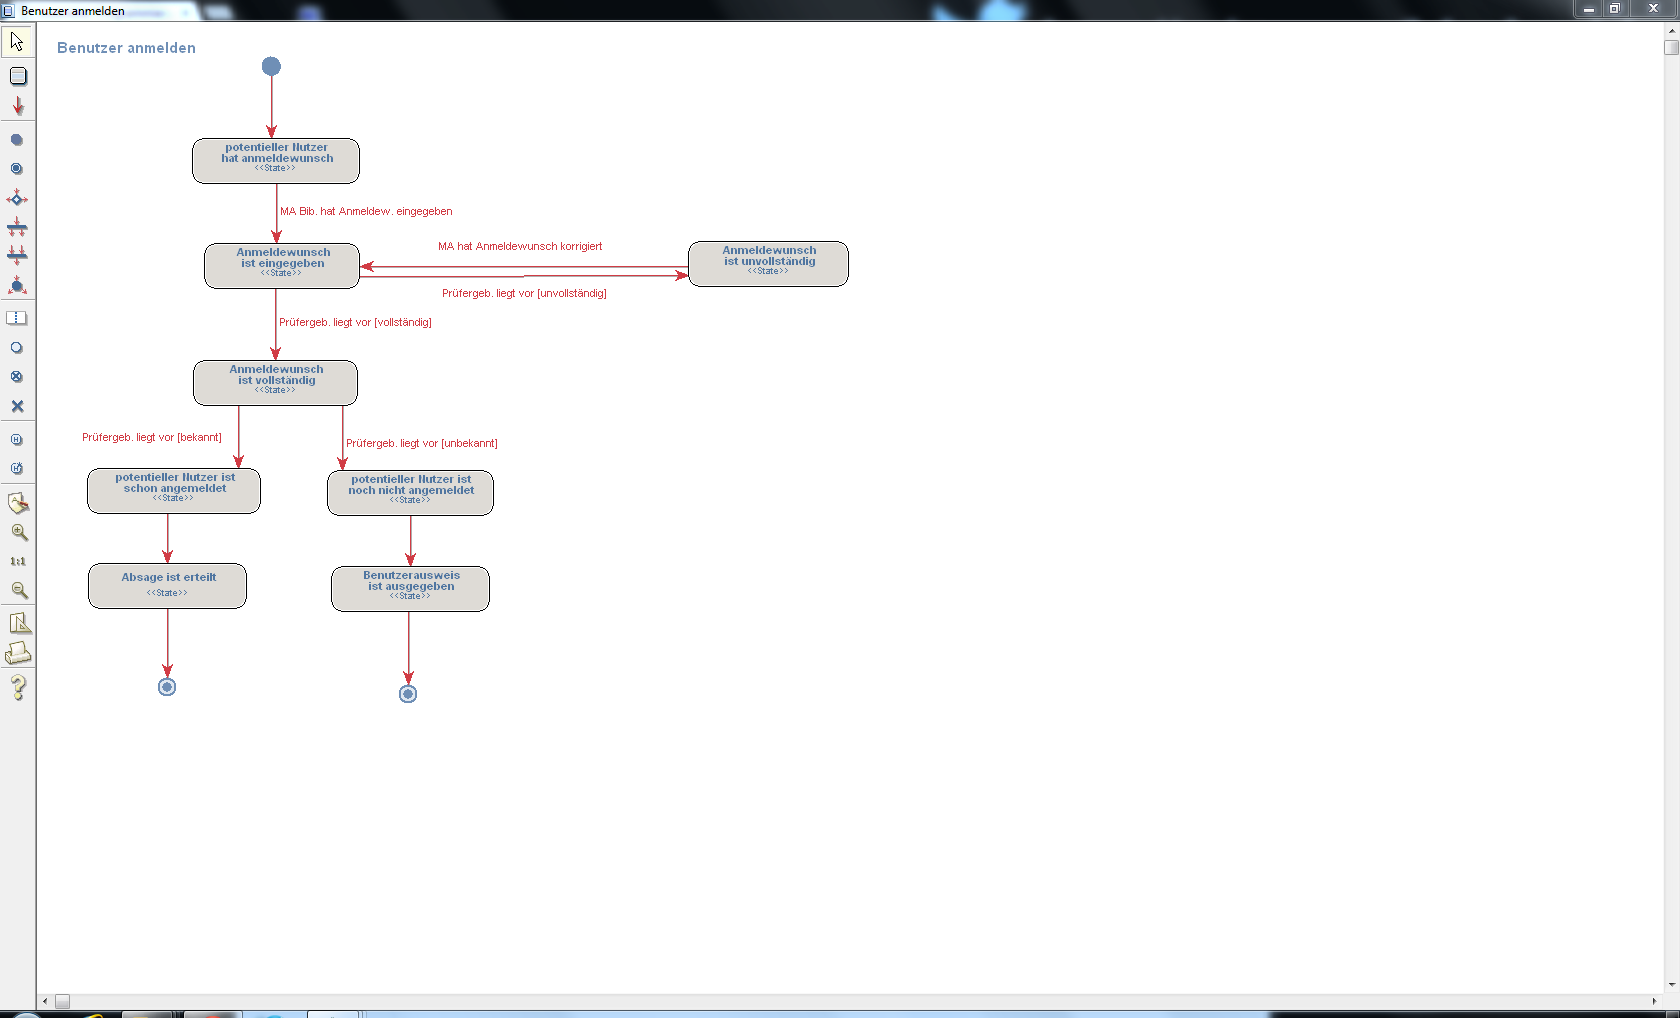 Benutzer anmelden
Benutzer anmelden
potentieller Nutzer
hat anmeldewunsch
<<State>>
MA Bib. hat Anmeldew. eingegeben
Anmeldewunsch
ist eingegeben
<<State>>
MA hat Anmeldewunsch korrigiert
Anmeldewunsch
ist unvollständig
<<State>>
Prüfergeb. liegt vor [unvollständig]
Prüfergeb. liegt vor [vollständig]
Anmeldewunsch
ist vollständig
<<State>>
Prüfergeb. liegt vor [bekannt]
Prüfergeb. liegt vor [unbekannt]
potentieller Nutzer ist
schon angemeldet
<<State>>
potentieller Nutzer ist
noch nicht angemeldet
<<State>>
Absage ist erteilt
<<State>>
Benutzerausweis
ist ausgegeben
<<State>>
H
H*
1:1